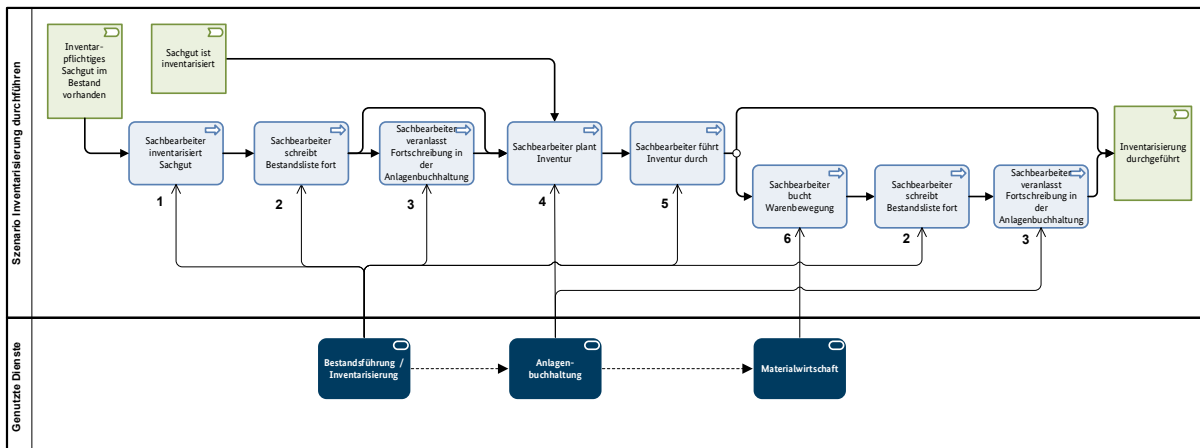 Szenario Inventarisierung durchführen
Inventar-
pflichtiges
Sachgut im
Bestand
vorhanden
Sachgut ist
inventarisiert
Sachbearbeiter
inventarisiert
Sachgut
Sachbearbeiter
schreibt
Bestandsliste fort
Sachbearbeiter
veranlasst
Fortschreibung in
der
Anlagenbuchhaltung
Sachbearbeiter plant
Inventur
Sachbearbeiter führt
Inventur durch
Inventarisierung
durchgeführt
Sachbearbeiter
bucht
Warenbewegung
Sachbearbeiter
schreibt
Bestandsliste fort
Sachbearbeiter
veranlasst
Fortschreibung in
der
Anlagenbuchhaltung
1
2
3
4
5
6
2
3
Genutzte Dienste
Bestandsführung /
Inventarisierung
Anlagen-
buchhaltung
Materialwirtschaft